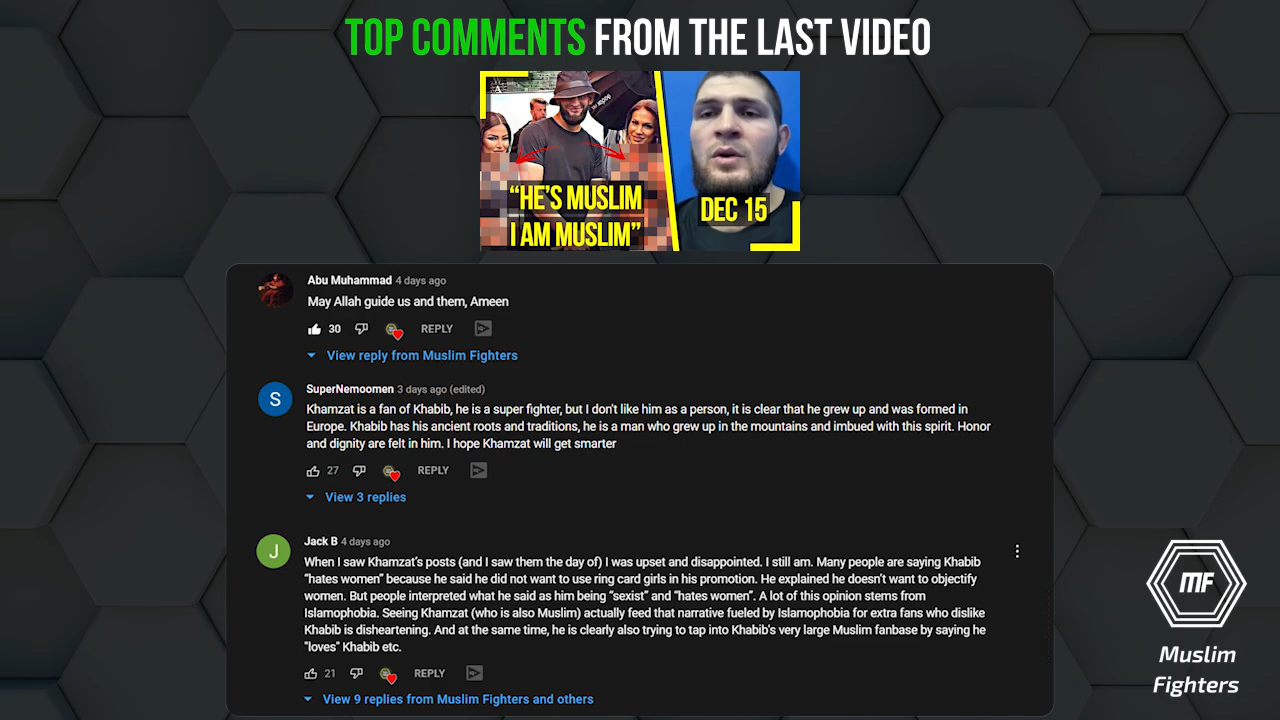 TOP COMMENTS FROM THE LAST VIDEO
“HE'S MUSLIM
I AM MUSLIM”
DEC 15
Abu Muhammad 4 days ago
May Allah guide us and them, Ameen
30 REPLY
View reply from Muslim Fighters
S
SuperNemoomen 3 days ago (edited)
Khamzat is a fan of Khabib, he is a super fighter, but I don't like him as a person, it is clear that he grew up and was formed in
Europe. Khabib has his ancient roots and traditions, he is a man who grew up in the mountains and imbued with this spirit. Honor
and dignity are felt in him. I hope Khamzat will get smarter
27 REPLY
View 3 replies
J
Jack B 4 days ago
When I saw Khamzat's posts (and I saw them the day of) I was upset and disappointed. I still am. Many people are saying Khabib
“hates women” because he said he did not want to use ring card girls in his promotion. He explained he doesn't want to objectify
women. But people interpreted what he said as him being “sexist” and “hates women”. A lot of this opinion stems from
Islamophobia. Seeing Khamzat (who is also Muslim) actually feed that narrative fueled by Islamophobia for extra fans who dislike
Khabib is disheartening. And at the same time, he is clearly also trying to tap into Khabib's very large Muslim fanbase by saying he
"loves" Khabib etc.
21 REPLY
View 9 replies from Muslim Fighters and others
MF
Muslim
Fighters